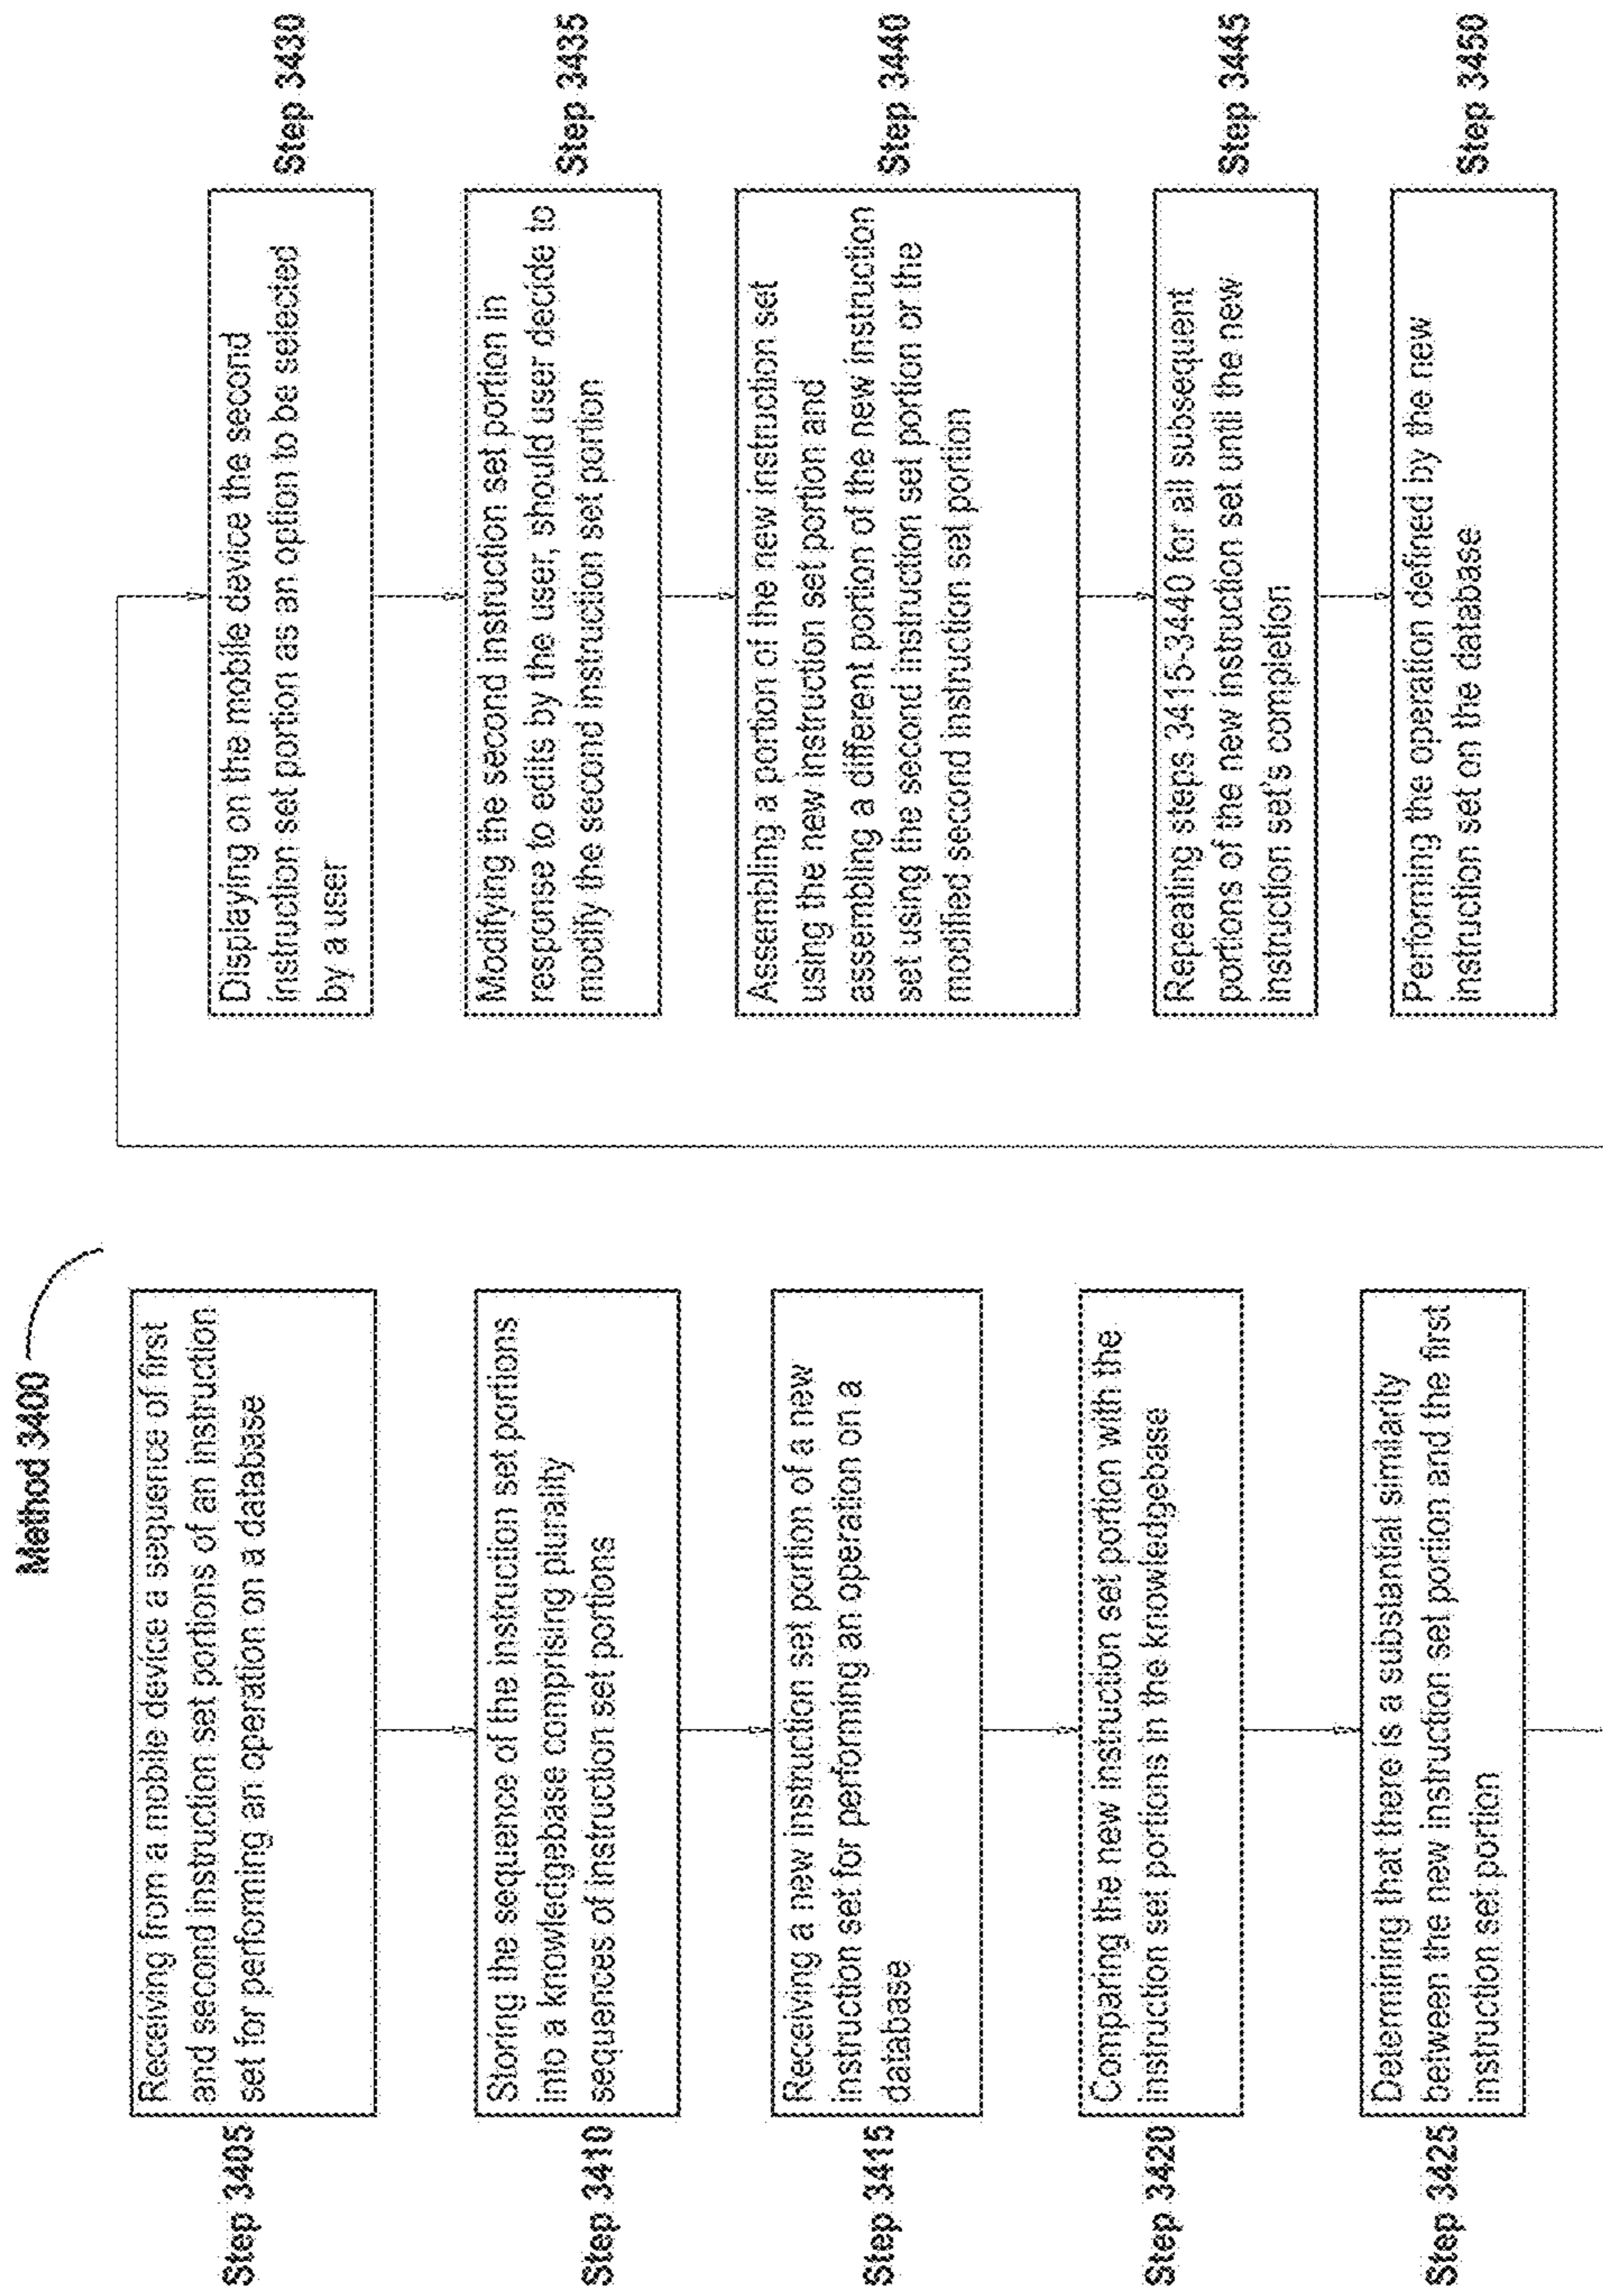 Method 3400
Step 3405
Receiving from a mobile device a sequence of first
and second instruction set portions of an instruction
set for performing an operation on a database
Step 3410
Storing the sequence of the instruction set portions
into a knowledgebase comprising plurality
sequences of instruction set portions
Step 3415
Receiving a new instruction set portion of a new
instruction set for performing an operation on a
database
Step 3420
Comparing the new instruction set portion with the
instruction set portions in the knowledgebase
Step 3425
Determining that there is a substantial similarity
between the new instruction set portion and the first
instruction set portion
Displaying on the mobile device the second
instruction set portion as an option to be selected
by a user
Step 3430
Modifying the second instruction set portion in
response to edits by the user, should user decide to
modify the second instruction set portion
Step 3435
Assembling a portion of the new instruction set
using the new instruction set portion and
assembling a different portion of the new instruction
set using the second instruction set portion or the
modified second instruction set portion
Step 3440
Repeating steps 3415-3440 for all subsequent
portions of the new instruction set until the new
instruction set's completion
Step 3445
Performing the operation defined by the new
instruction set on the database
Step 3450